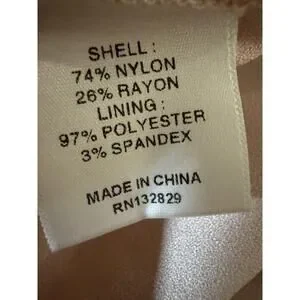 SHELL:
74% NYLON
26% RAYON
LINING:
97% POLYESTER
3% SPANDEX
MADE IN CHINA
RN132829